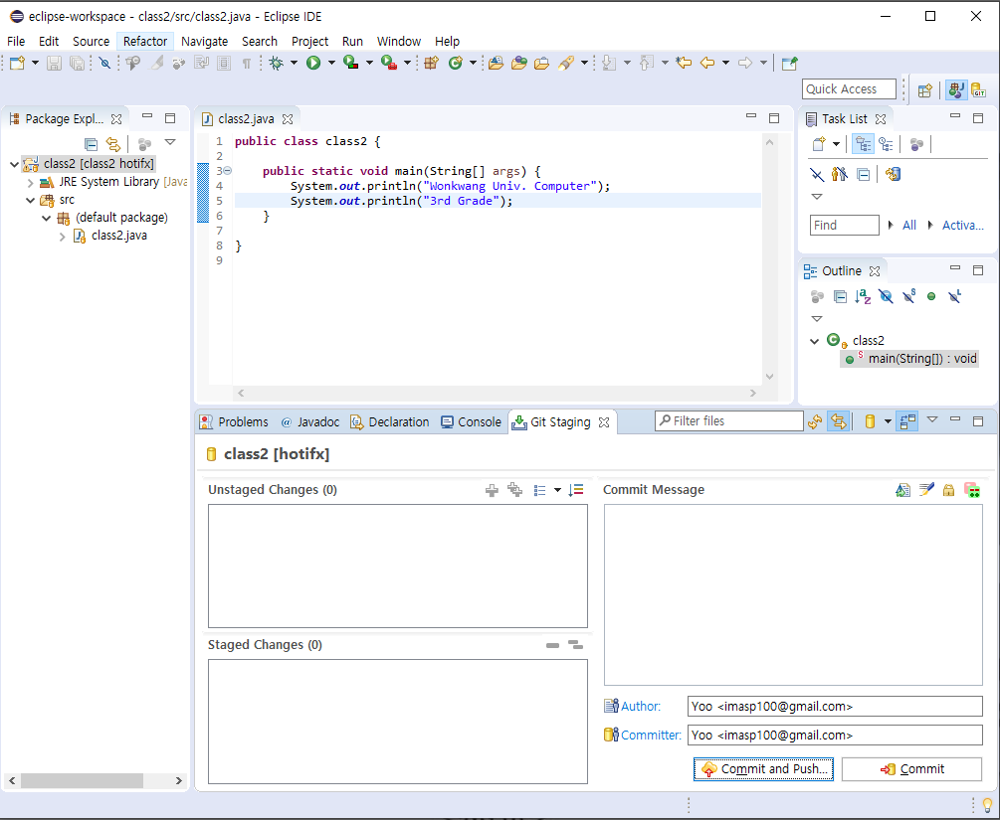 eclipse-workspace - class2/src/class2.java - Eclipse IDE
File Edit Source Refactor Navigate Search Project Run Window Help
Quick Access
Package Expl...
class2 [class2 hotifx]
JRE System Library [Java
src
(default package)
class2.java
class2.java
1 public class class2 {
2
3 public static void main(String[] args) {
4 System.out.println("Wonkwang Univ. Computer");
5 System.out.println("3rd Grade");
6 }
7
8 }
9
Task List
Find All Activa...
Outline
class2
main(String[]) : void
Problems @ Javadoc Declaration Console Git Staging
Filter files
class2 [hotifx]
Unstaged Changes (0)
Staged Changes (0)
Commit Message
Author: Yoo <imasp100@gmail.com>
Committer: Yoo <imasp100@gmail.com>
Commit and Push... Commit